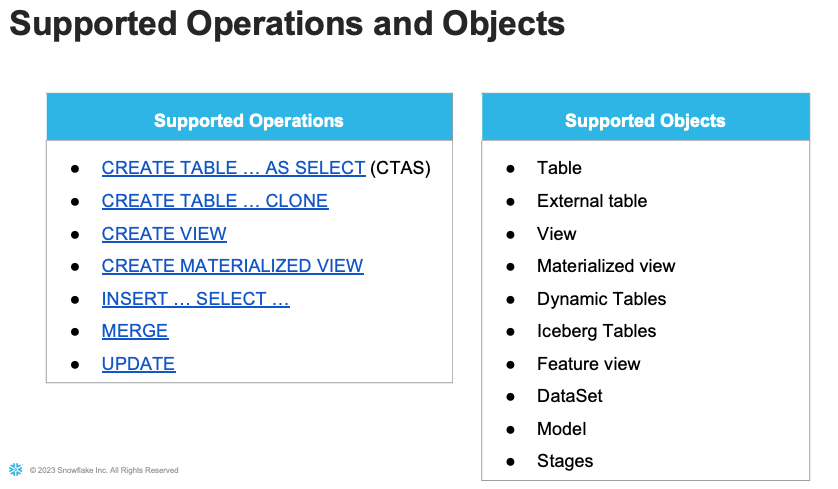 Supported Operations and Objects
Supported Operations
● CREATE TABLE … AS SELECT (CTAS)
● CREATE TABLE … CLONE
● CREATE VIEW
● CREATE MATERIALIZED VIEW
● INSERT … SELECT …
● MERGE
● UPDATE
Supported Objects
● Table
● External table
● View
● Materialized view
● Dynamic Tables
● Iceberg Tables
● Feature view
● DataSet
● Model
● Stages
© 2023 Snowflake Inc. All Rights Reserved